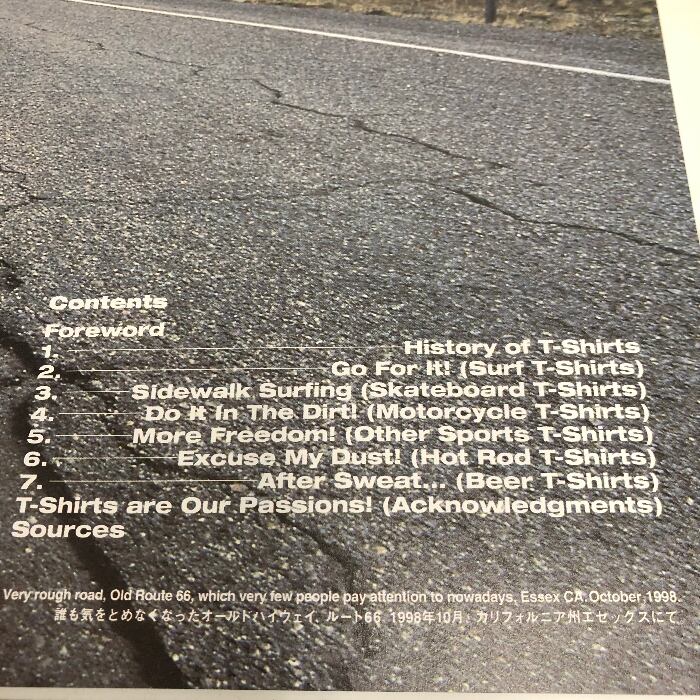 Contents
Foreword
1. History of T-Shirts
2. Go For It! (Surf T-Shirts)
3. Sidewalk Surfing (Skateboard T-Shirts)
4. Do It In The Dirt! (Motorcycle T-Shirts)
5. More Freedom! (Other Sports T-Shirts)
6. Excuse My Dust! (Hot Rod T-Shirts)
7. After Sweat... (Beer T-Shirts)
T-Shirts are Our Passions! (Acknowledgments)
Sources
Very rough road, Old Route 66, which very few people pay attention to nowadays, Essex CA.October 1998.
誰も気をとめなくなったオールドハイウェイ、ルート66。1998年10月、カリフォルニア州エセックスにて。